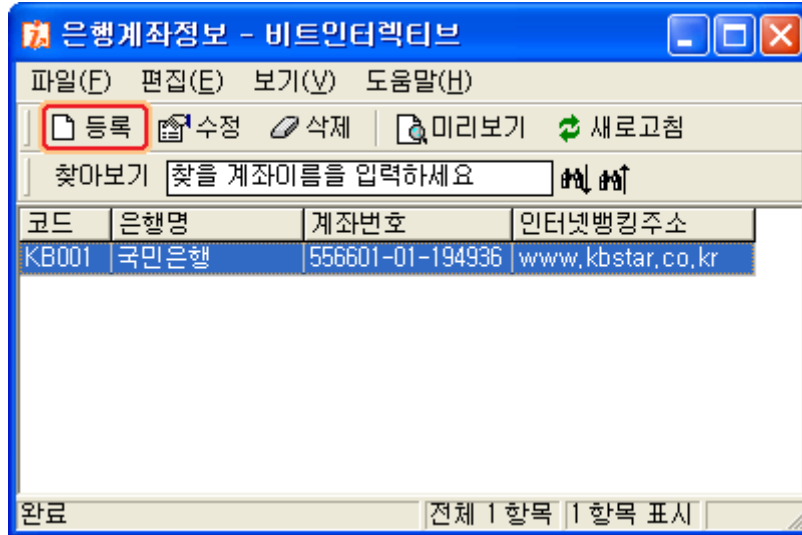 은행계좌정보 - 비트인터렉티브
파일(F) 편집(E) 보기(V) 도움말(H)
등록 수정 삭제 미리보기 새로고침
찾아보기 찾을 계좌이름을 입력하세요
코드 은행명 계좌번호 인터넷뱅킹주소
KB001 국민은행 556601-01-194936 www.kbstar.co.kr
완료 전체 1 항목 1 항목 표시